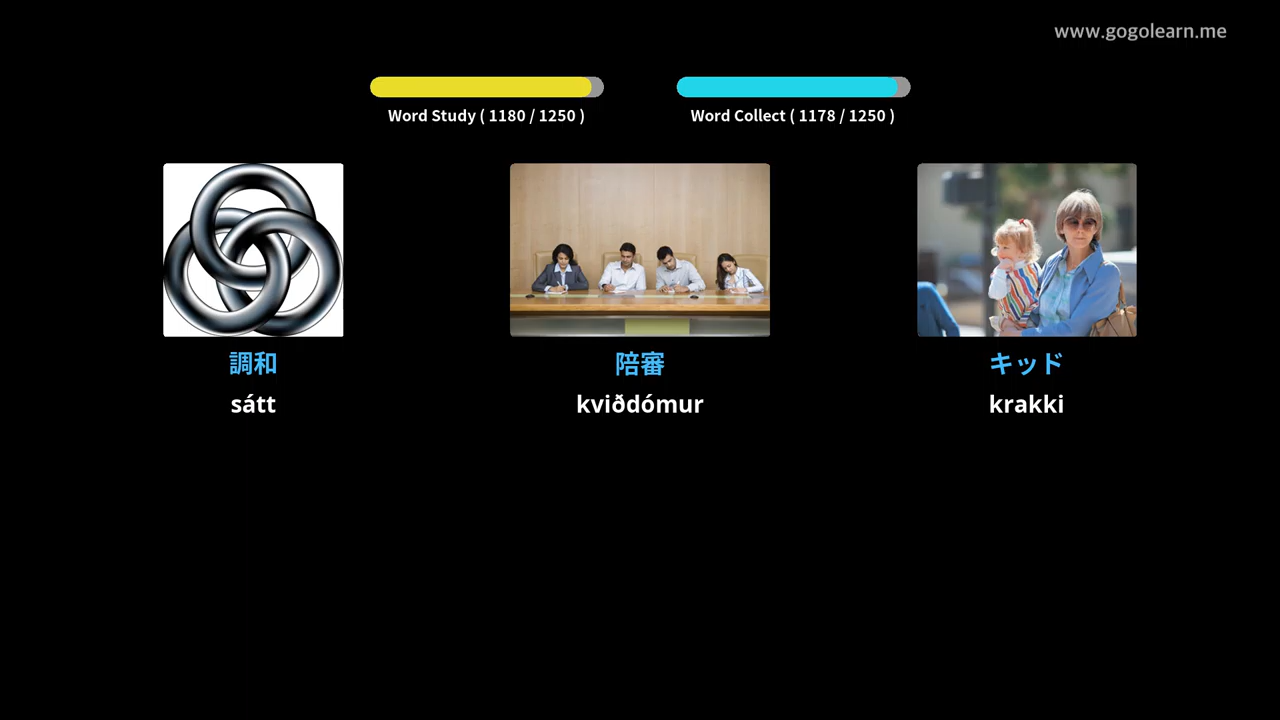 www.gogolearn.me
Word Study ( 1180 / 1250 )
Word Collect ( 1178 / 1250 )
調和
陪審
キッド
sátt
kviðdómur
krakki